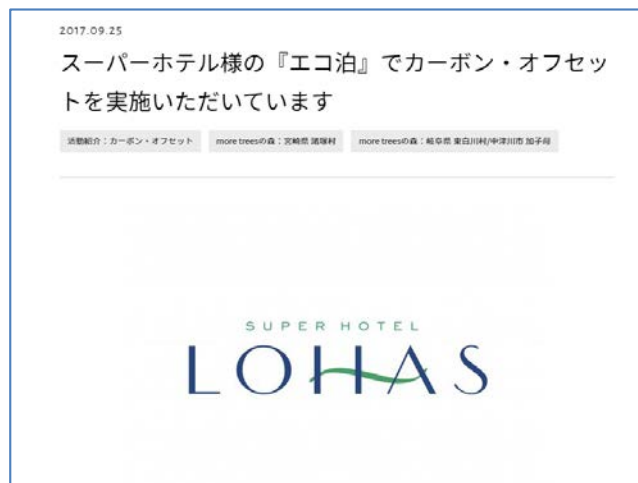 2017.09.25
スーパーホテル様の『エコ泊』でカーボン・オフセッ
トを実施いただいています
活動紹介：カーボン・オフセット more treesの森：宮崎県 諸塚村 more treesの森：岐阜県 東白川村/中津川市 加子母
SUPER HOTEL
LOHAS